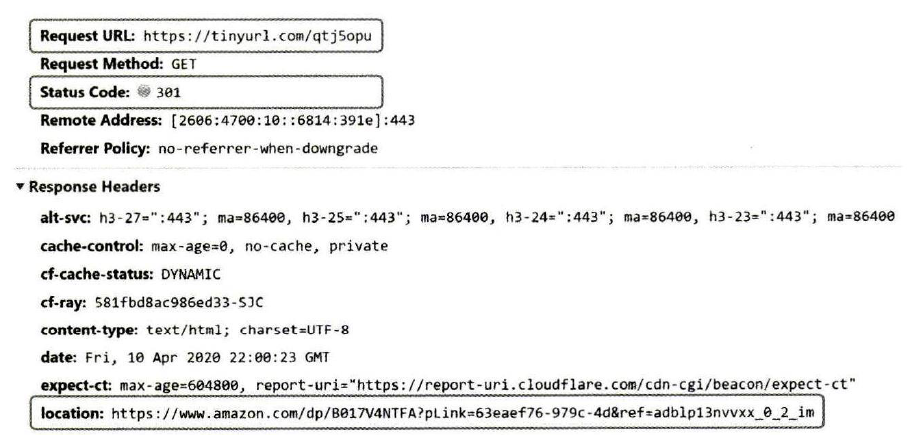 Request URL: https://tinyurl.com/qtj5opu
Request Method: GET
Status Code: 301
Remote Address: [2606:4700:10::6814:391e]:443
Referrer Policy: no-referrer-when-downgrade
▼ Response Headers
alt-svc: h3-27=":443"; ma=86400, h3-25=":443"; ma=86400, h3-24=":443"; ma=86400, h3-23=":443"; ma=86400
cache-control: max-age=0, no-cache, private
cf-cache-status: DYNAMIC
cf-ray: 581fbd8ac986ed33-SJC
content-type: text/html; charset=UTF-8
date: Fri, 10 Apr 2020 22:00:23 GMT
expect-ct: max-age=604800, report-uri="https://report-uri.cloudflare.com/cdn-cgi/beacon/expect-ct"
location: https://www.amazon.com/dp/B017V4NTFA?pLink=63eaef76-979c-4d&ref=adblp13nvvxx_0_2_im